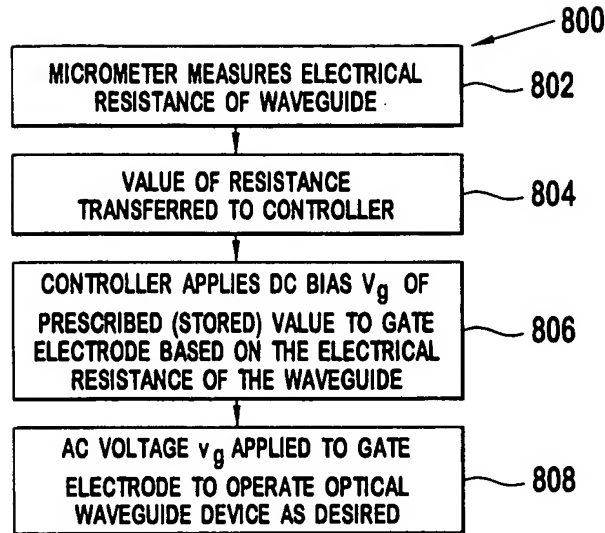 800
MICROMETER MEASURES ELECTRICAL
RESISTANCE OF WAVEGUIDE
802
VALUE OF RESISTANCE
TRANSFERRED TO CONTROLLER
804
CONTROLLER APPLIES DC BIAS Vg OF
PRESCRIBED (STORED) VALUE TO GATE
ELECTRODE BASED ON THE ELECTRICAL
RESISTANCE OF THE WAVEGUIDE
806
AC VOLTAGE vg APPLIED TO GATE
ELECTRODE TO OPERATE OPTICAL
WAVEGUIDE DEVICE AS DESIRED
808